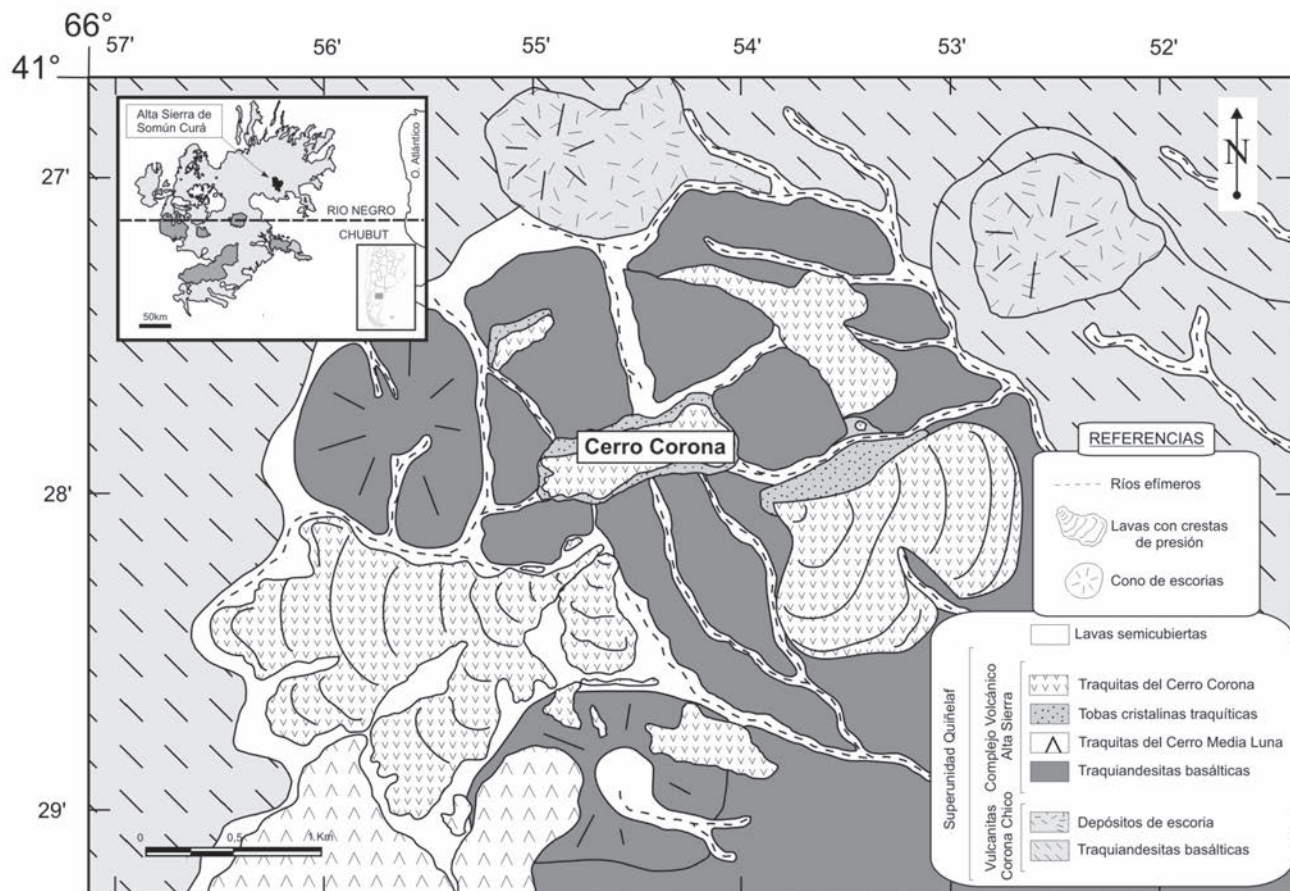 66°
57'
56'
55'
54'
53'
52'
41°
Alta Sierra de
Somún Curá
O. Atlántico
RIO NEGRO
CHUBUT
50km
N
27'
28'
29'
Cerro Corona
0
0,5
1 Km
REFERENCIAS
Ríos efímeros
Lavas con crestas
de presión
Cono de escorias
Lavas semicubiertas
Superunidad Quiñelaf
Complejo Volcánico
Alta Sierra
Traquitas del Cerro Corona
Tobas cristalinas traquíticas
Traquitas del Cerro Media Luna
Traquiandesitas basálticas
Vulcanitas
Corona Chico
Depósitos de escoria
Traquiandesitas basálticas